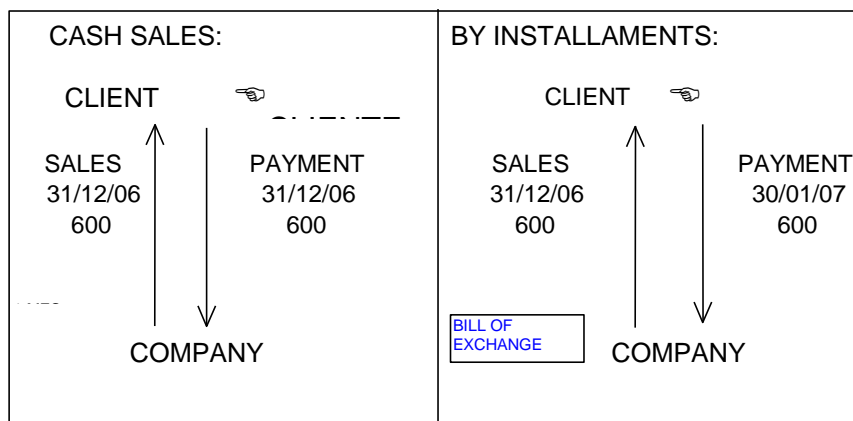 CASH SALES:
CLIENT
SALES
31/12/06
600
PAYMENT
31/12/06
600
COMPANY
BY INSTALLAMENTS:
CLIENT
SALES
31/12/06
600
PAYMENT
30/01/07
600
BILL OF
EXCHANGE
COMPANY